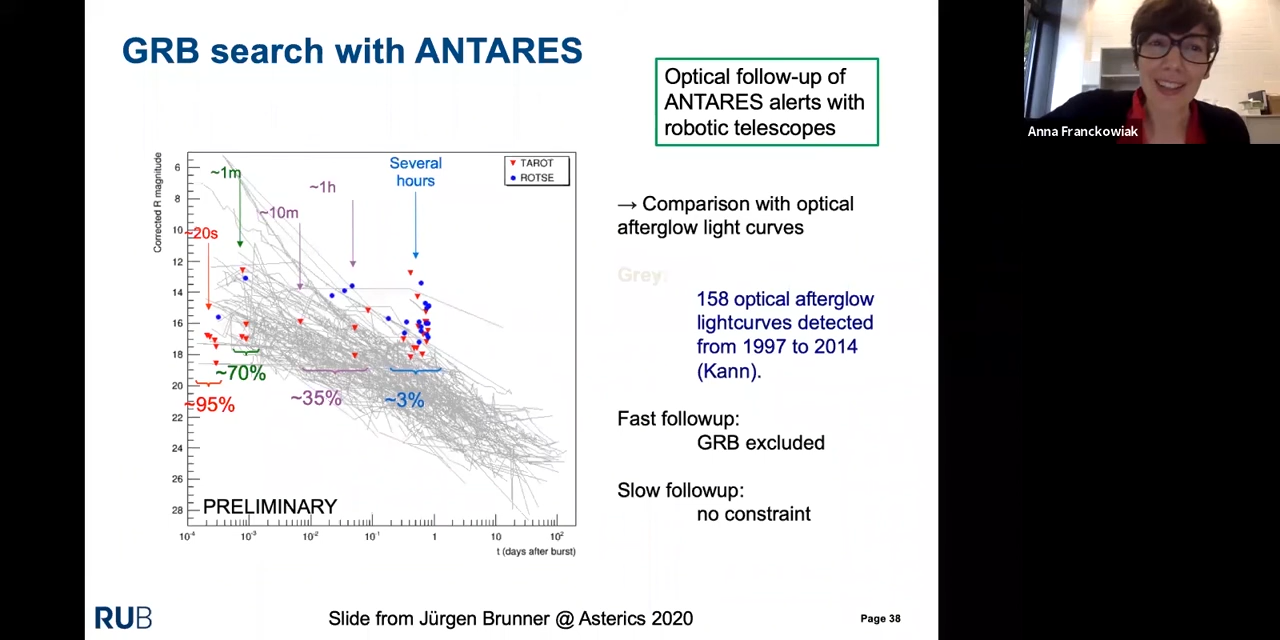 GRB search with ANTARES
Optical follow-up of
ANTARES alerts with
robotic telescopes
Anna Franckowiak
Corrected R magnitude
6
8
10
12
14
16
18
20
22
24
26
28
~20s
~1m
~10m
~1h
Several
hours
TAROT
ROTSE
~95%
~70%
~35%
~3%
PRELIMINARY
10⁻⁴
10⁻³
10⁻²
10⁻¹
1
10
10²
t (days after burst)
→ Comparison with optical
afterglow light curves
Grey:
158 optical afterglow
lightcurves detected
from 1997 to 2014
(Kann).
Fast followup:
GRB excluded
Slow followup:
no constraint
RUB
Slide from Jürgen Brunner @ Asterics 2020
Page 38